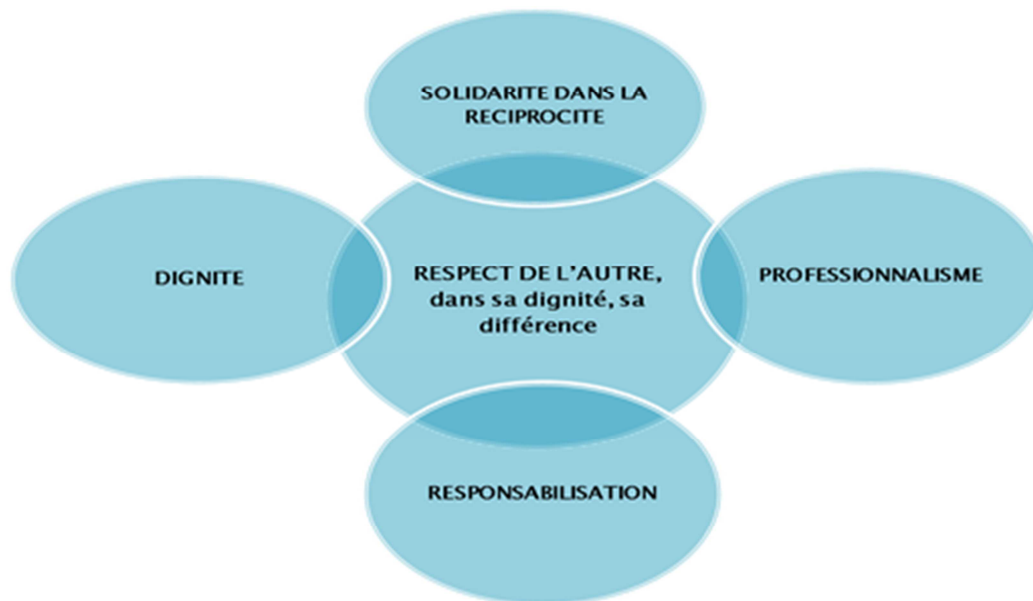 SOLIDARITE DANS LA
RECIPROCITE
DIGNITE
RESPECT DE L'AUTRE,
dans sa dignité, sa
différence
PROFESSIONNALISME
RESPONSABILISATION